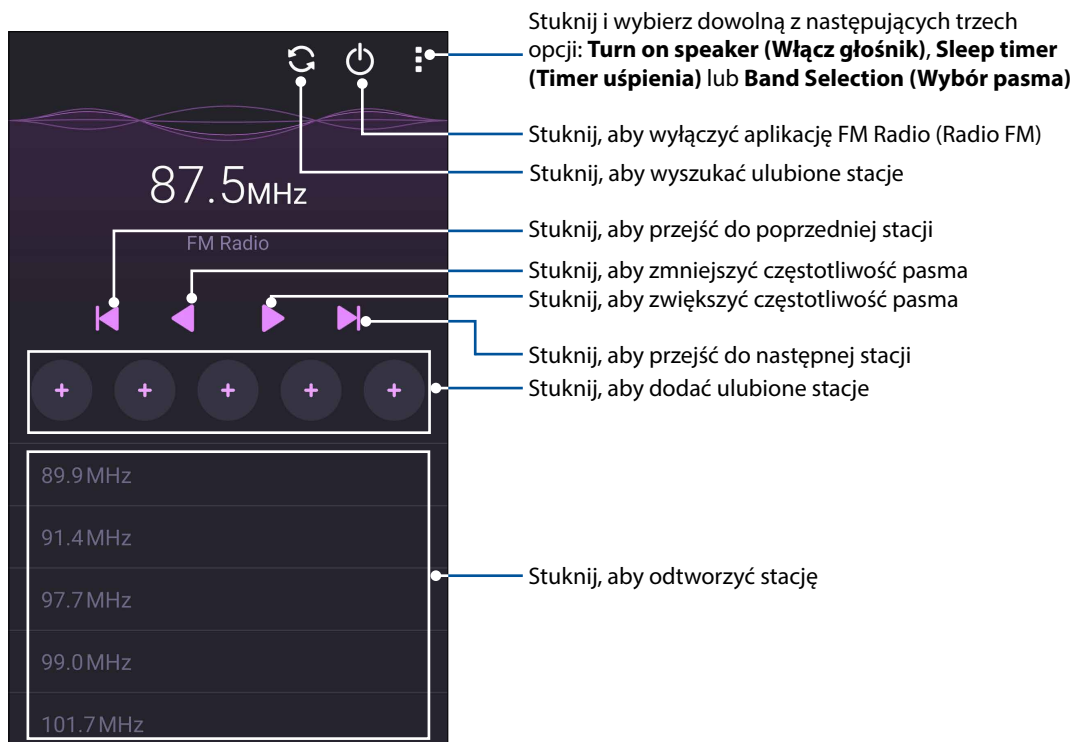 Stuknij i wybierz dowolną z następujących trzech
opcji: Turn on speaker (Włącz głośnik), Sleep timer
(Timer uśpienia) lub Band Selection (Wybór pasma)
Stuknij, aby wyłączyć aplikację FM Radio (Radio FM)
Stuknij, aby wyszukać ulubione stacje
87.5MHz
FM Radio
Stuknij, aby przejść do poprzedniej stacji
Stuknij, aby zmniejszyć częstotliwość pasma
Stuknij, aby zwiększyć częstotliwość pasma
Stuknij, aby przejść do następnej stacji
Stuknij, aby dodać ulubione stacje
+ + + + +
89.9MHz
91.4MHz
97.7MHz
99.0MHz
101.7MHz
Stuknij, aby odtworzyć stację